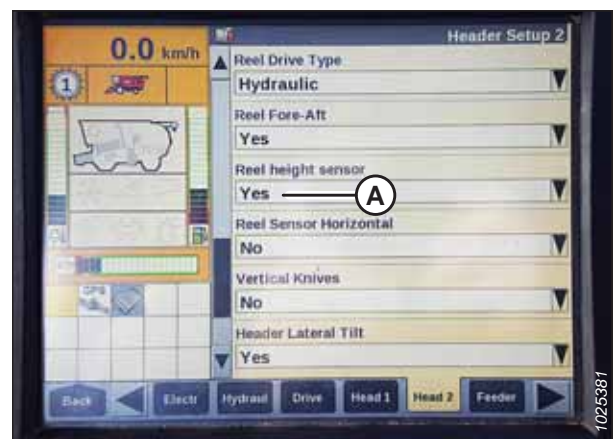 0.0 km/h
Header Setup 2
1
Reel Drive Type
Hydraulic
Reel Fore-Aft
Yes
Reel height sensor
Yes
A
Reel Sensor Horizontal
No
Vertical Knives
No
Header Lateral Tilt
Yes
Back Electr Hydraul Drive Head 1 Head 2 Feeder
1025381